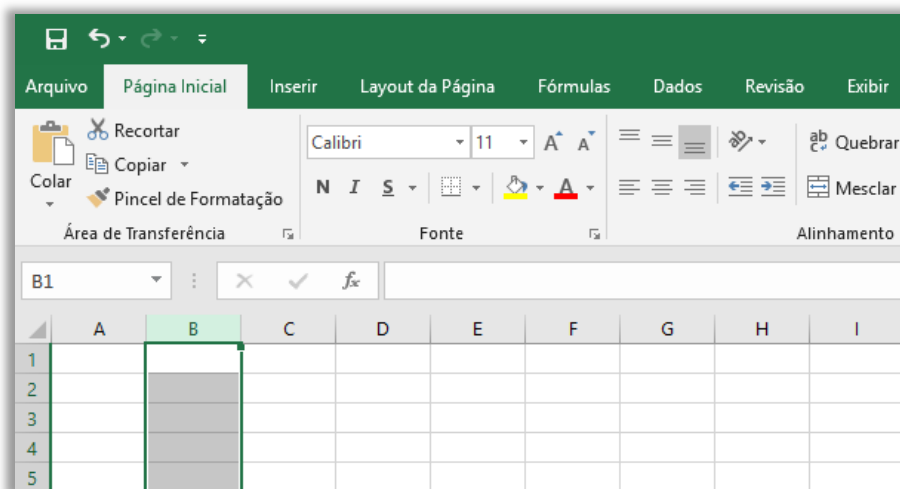 Arquivo Página Inicial Inserir Layout da Página Fórmulas Dados Revisão Exibir
Recortar
Copiar
Pincel de Formatação
Colar
Área de Transferência
Calibri 11 A A
N I S A
Fonte
ab Quebrar
Mesclar
Alinhamento
B1 fx
A B C D E F G H I
1
2
3
4
5